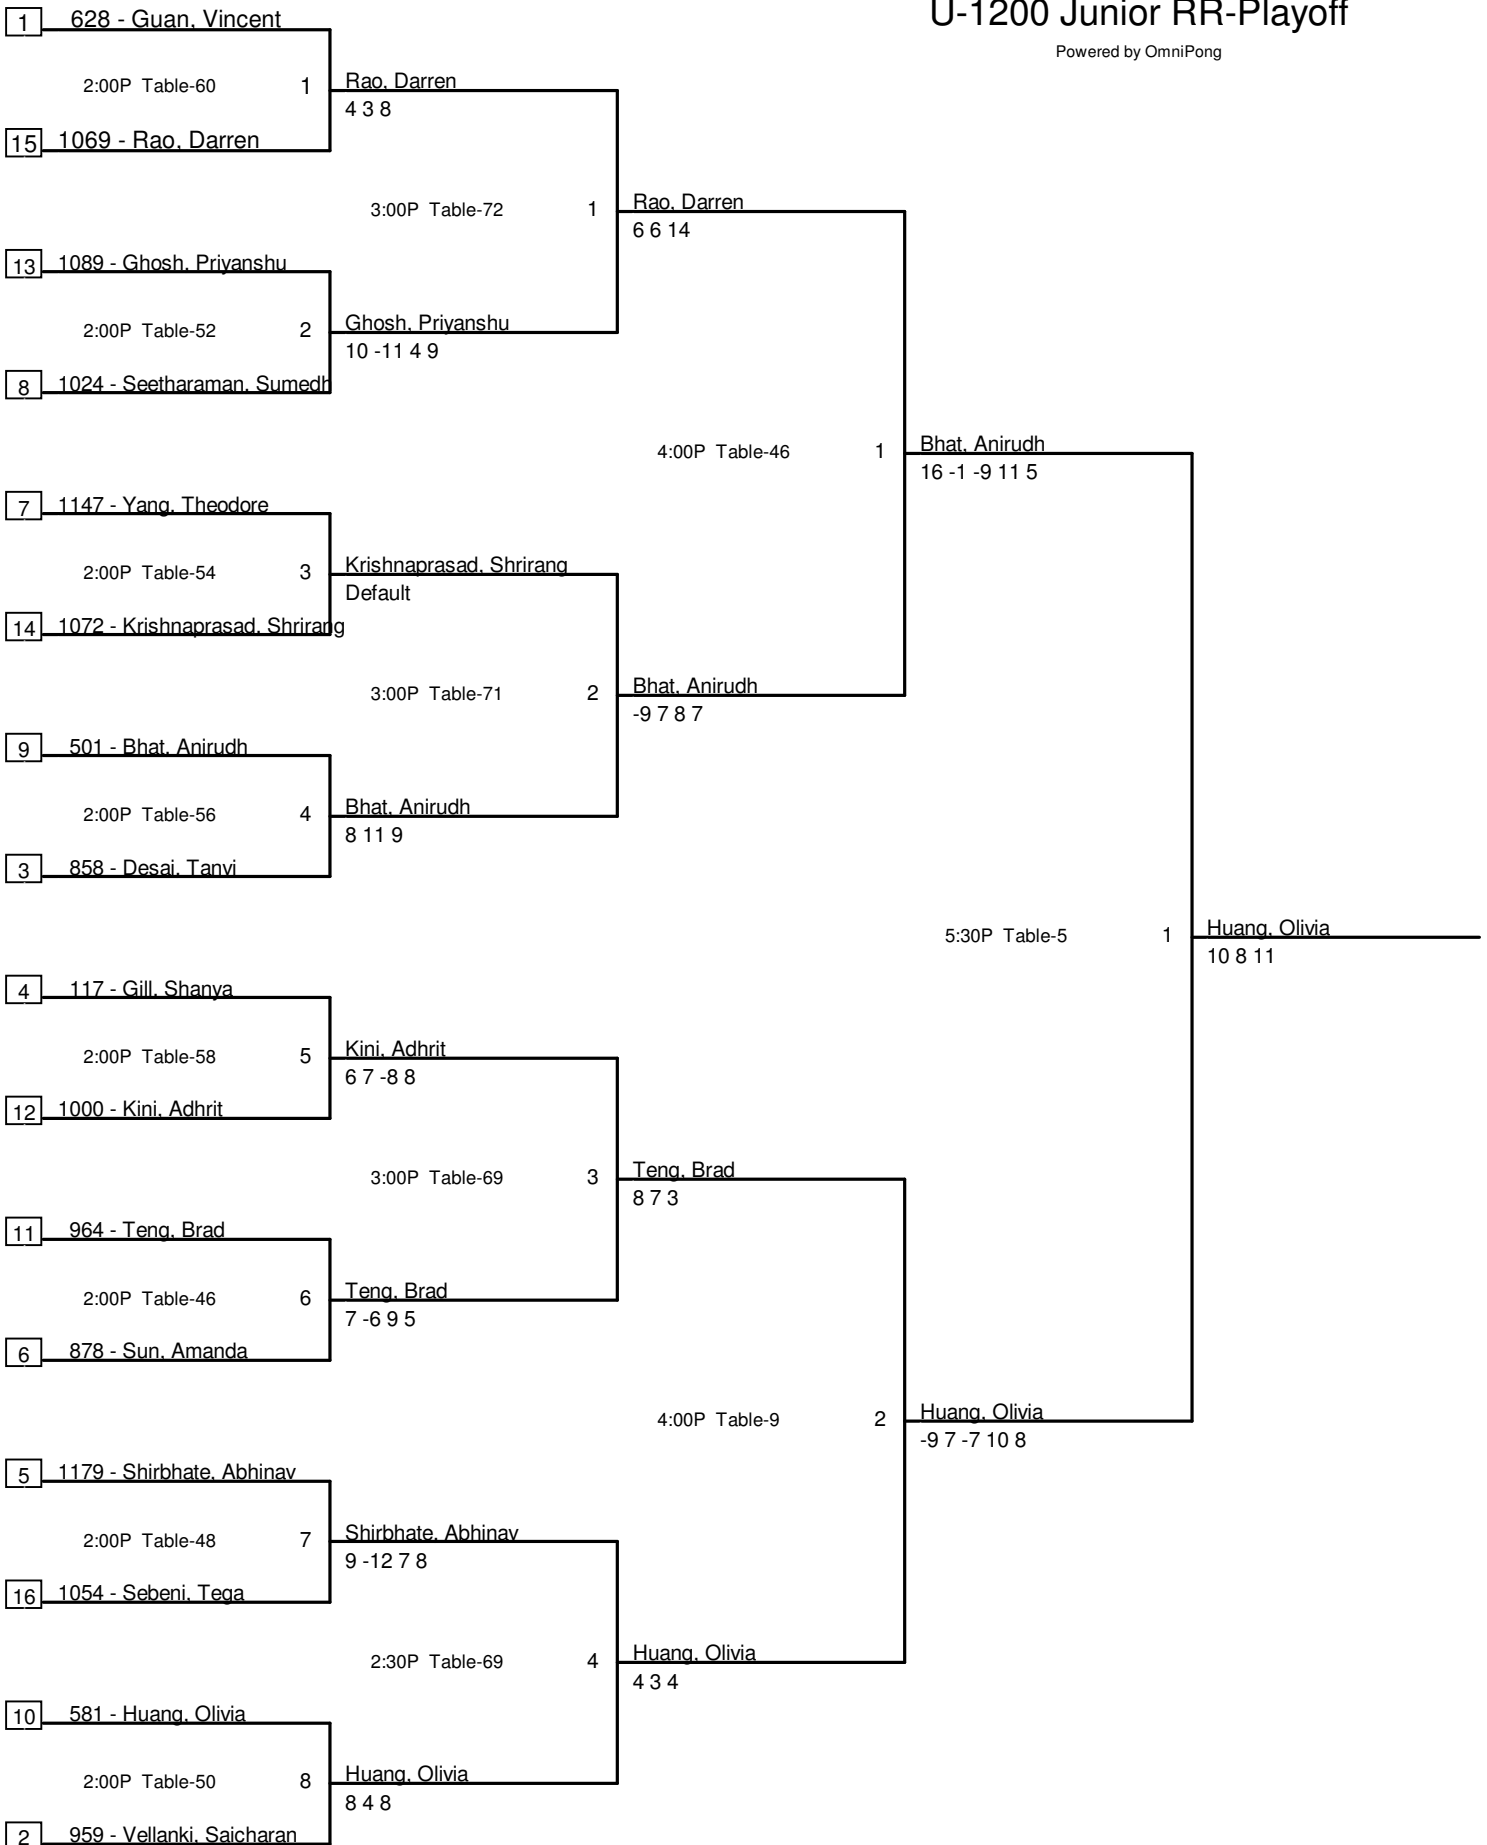 U-1200 Junior RR-Playoff
Powered by OmniPong
1 628 - Guan, Vincent
2:00P Table-60 1
Rao, Darren
4 3 8
15 1069 - Rao, Darren
3:00P Table-72 1
Rao, Darren
6 6 14
13 1089 - Ghosh, Priyanshu
2:00P Table-52 2
Ghosh, Priyanshu
10 -11 4 9
8 1024 - Seetharaman, Sumedh
4:00P Table-46 1
Bhat, Anirudh
16 -1 -9 11 5
7 1147 - Yang, Theodore
2:00P Table-54 3
Krishnaprasad, Shrirang
Default
14 1072 - Krishnaprasad, Shrirang
3:00P Table-71 2
Bhat, Anirudh
-9 7 8 7
9 501 - Bhat, Anirudh
2:00P Table-56 4
Bhat, Anirudh
8 11 9
3 858 - Desai, Tanvi
5:30P Table-5 1
Huang, Olivia
10 8 11
4 117 - Gill, Shanya
2:00P Table-58 5
Kini, Adhrit
6 7 -8 8
12 1000 - Kini, Adhrit
3:00P Table-69 3
Teng, Brad
8 7 3
11 964 - Teng, Brad
2:00P Table-46 6
Teng, Brad
7 -6 9 5
6 878 - Sun, Amanda
4:00P Table-9 2
Huang, Olivia
-9 7 -7 10 8
5 1179 - Shirbhate, Abhinav
2:00P Table-48 7
Shirbhate, Abhinav
9 -12 7 8
16 1054 - Sebeni, Tega
2:30P Table-69 4
Huang, Olivia
4 3 4
10 581 - Huang, Olivia
2:00P Table-50 8
Huang, Olivia
8 4 8
2 959 - Vellanki, Saicharan